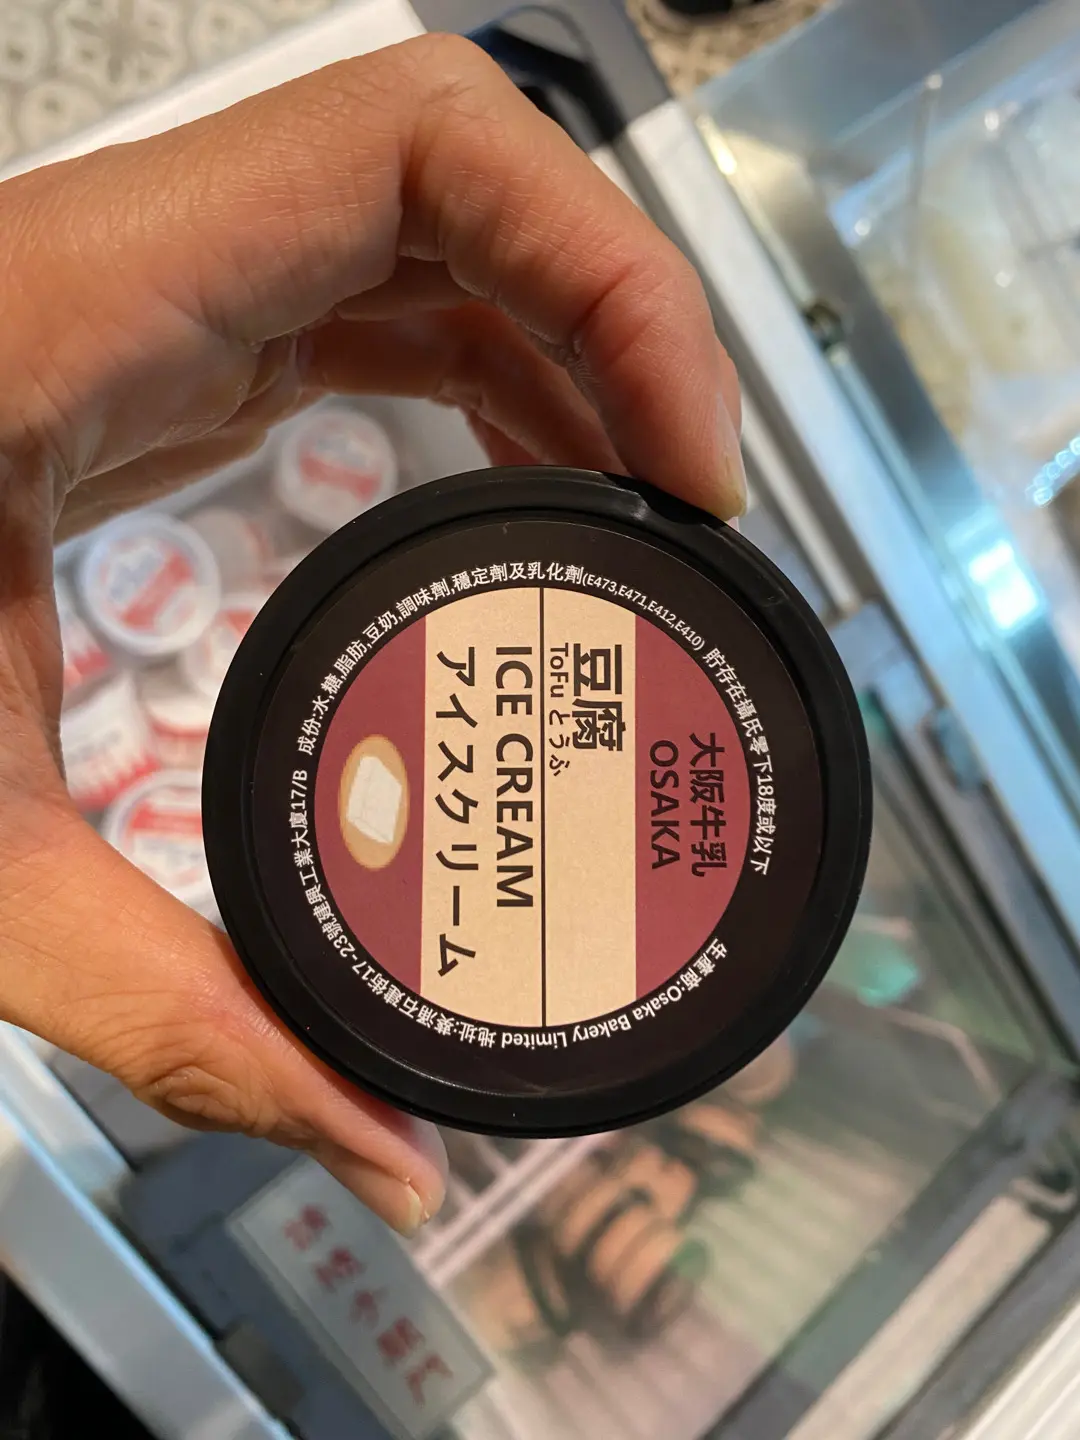 大阪牛乳
OSAKA
豆腐
ToFu とうふ
ICE CREAM
アイスクリーム
成份:水,糖,脂肪,豆奶,調味劑,穩定劑及乳化劑(E473,E471,E412,E410) 貯存在攝氏零下18度或以下
生產商:Osaka Bakery Limited 地址:葵涌石建街17-23號建興工業大廈17/B